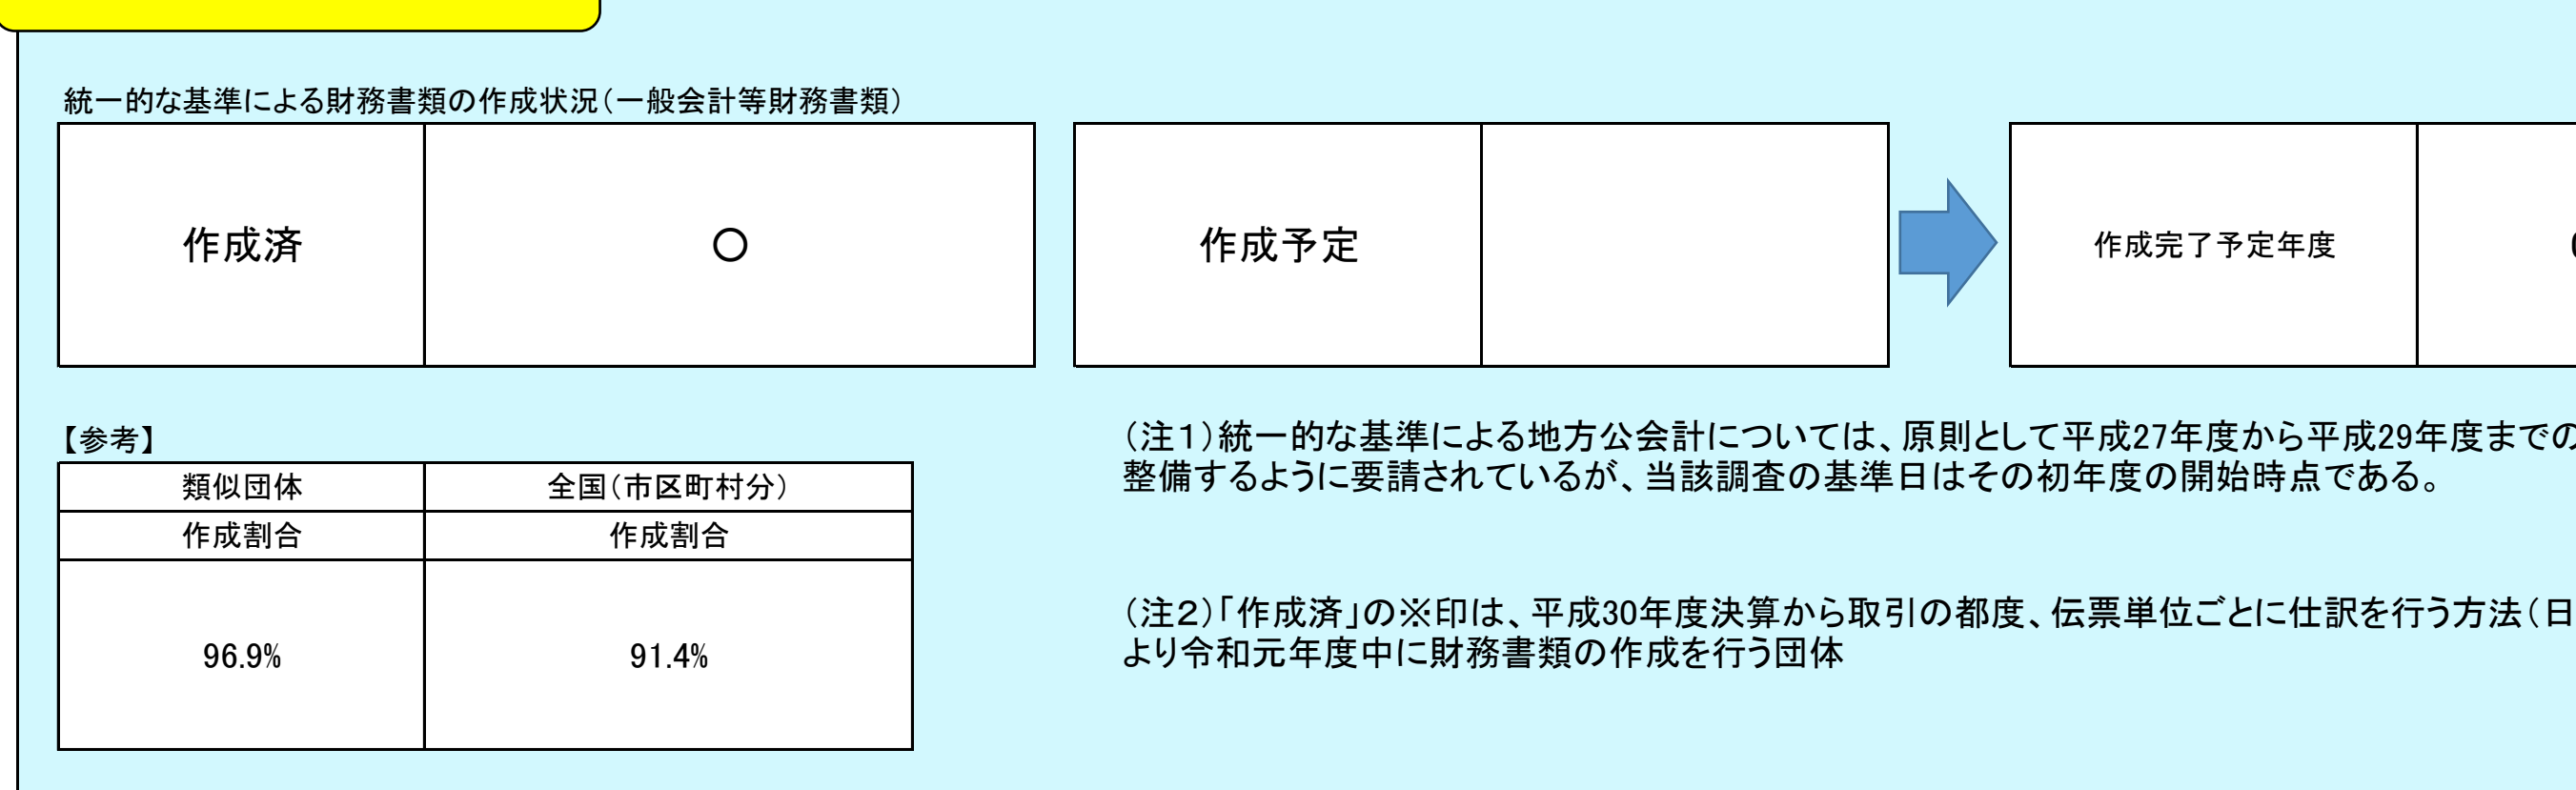 統一的な基準による財務書類の作成状況(一般会計等財務書類)
作成済 ○ 作成予定 作成完了予定年度
【参考】
類似団体 全国(市区町村分)
作成割合 作成割合
96.9% 91.4%
(注1)統一的な基準による地方公会計については、原則として平成27年度から平成29年度までの
整備するように要請されているが、当該調査の基準日はその初年度の開始時点である。
(注2)「作成済」の※印は、平成30年度決算から取引の都度、伝票単位ごとに仕訳を行う方法(日
より令和元年度中に財務書類の作成を行う団体